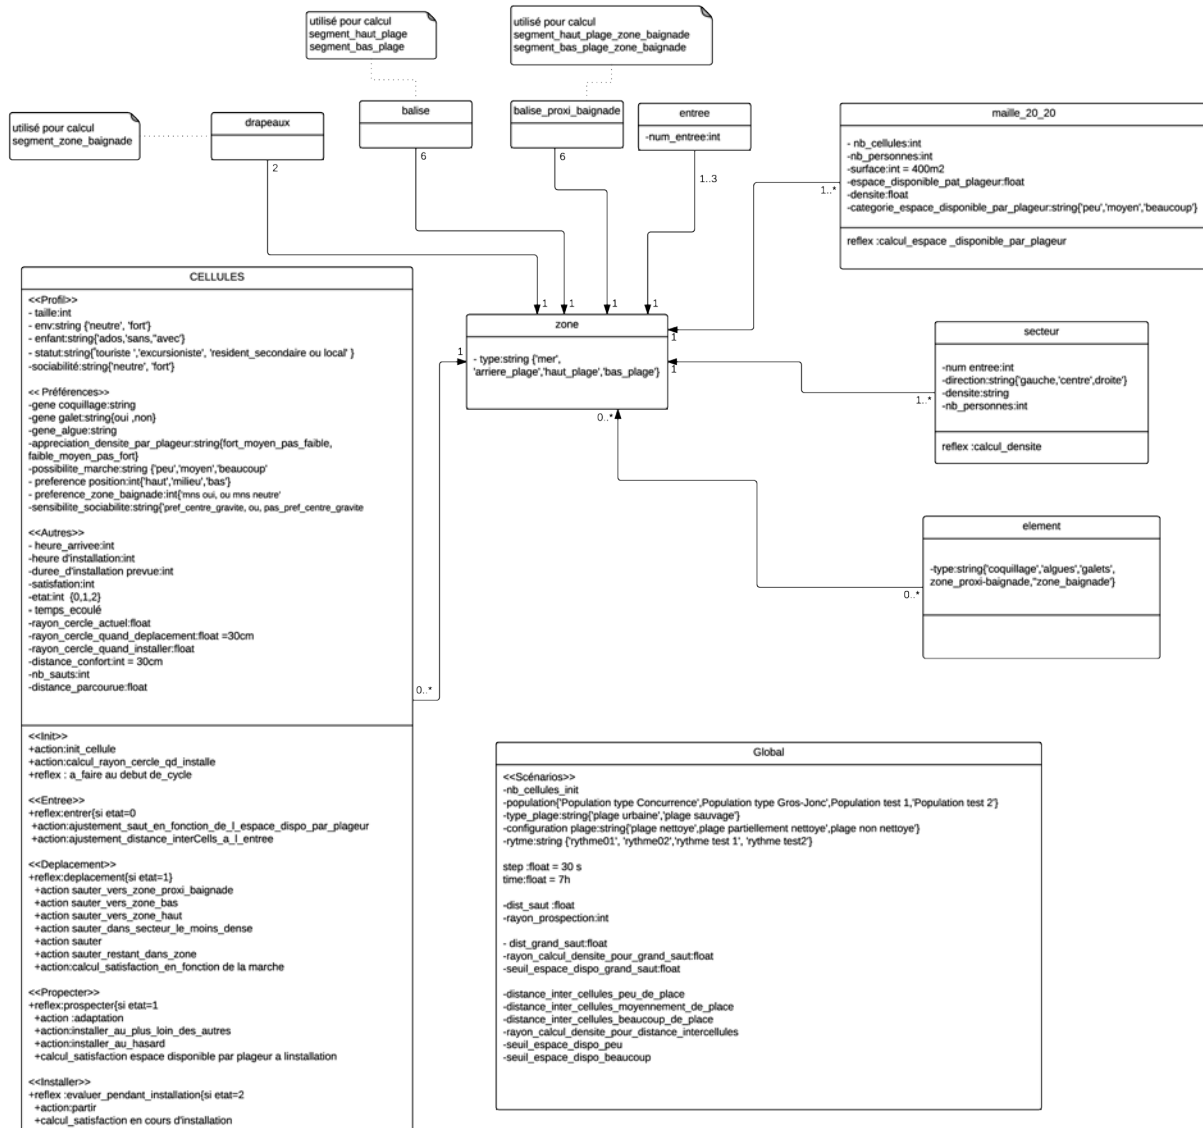 utilisé pour calcul
segment_haut_plage
segment_bas_plage
utilisé pour calcul
segment_haut_plage_zone_baignade
segment_bas_plage_zone_baignade
utilisé pour calcul
segment_zone_baignade
drapeaux
2
balise
6
balise_proxi_baignade
6
entree
-num_entree:int
1..3
maille_20_20
- nb_cellules:int
-nb_personnes:int
-surface:int = 400m2
-espace_disponible_pat_plageur:float
-densite:float
-categorie_espace_disponible_par_plageur:string{'peu','moyen','beaucoup'}
reflex :calcul_espace _disponible_par_plageur
1..*
1
1
1
1
zone
- type:string {'mer',
'arriere_plage','haut_plage','bas_plage'}
1
1
1
0..*
secteur
-num entree:int
-direction:string{'gauche,'centre',droite'}
-densite:string
-nb_personnes:int
reflex :calcul_densite
1..*
element
-type:string{'coquillage','algues','galets',
zone_proxi-baignade,''zone_baignade'}
0..*
CELLULES
<<Profil>>
- taille:int
- env:string {'neutre', 'fort'}
- enfant:string{'ados,'sans,''avec'}
- statut:string{'touriste ','excursioniste', 'resident_secondaire ou local' }
-sociabilité:string{'neutre', 'fort'}
<< Préférences>>
-gene coquillage:string
-gene galet:string{oui ,non}
-gene_algue:string
-appreciation_densite_par_plageur:string{fort_moyen_pas_faible,
faible_moyen_pas_fort}
-possibilite_marche:string {'peu','moyen','beaucoup'
- preference position:int{'haut','milieu','bas'}
- preference_zone_baignade:int{'mns oui, ou mns neutre'
-sensibilite_sociabilite:string{'pref_centre_gravite, ou, pas_pref_centre_gravite
<<Autres>>
- heure_arrivee:int
-heure d'installation:int
-duree_d'installation prevue:int
-satisfation:int
-etat:int {0,1,2}
- temps_ecoulé
-rayon_cercle_actuel:float
-rayon_cercle_quand_deplacement:float =30cm
-rayon_cercle_quand_installer:float
-distance_confort:int = 30cm
-nb_sauts:int
-distance_parcourue:float
0..*
<<Init>>
+action:init_cellule
+action:calcul_rayon_cercle_qd_installe
+reflex : a_faire au debut de_cycle
<<Entree>>
+reflex:entrer{si etat=0
+action:ajustement_saut_en_fonction_de_l_espace_dispo_par_plageur
+action:ajustement_distance_interCells_a_l_entree
<<Deplacement>>
+reflex:deplacement{si etat=1}
+action sauter_vers_zone_proxi_baignade
+action sauter_vers_zone_bas
+action sauter_vers_zone_haut
+action sauter_dans_secteur_le_moins_dense
+action sauter
+action sauter_restant_dans_zone
+action:calcul_satisfaction_en_fonction de la marche
<<Propecter>>
+reflex:prospecter{si etat=1
+action :adaptation
+action:installer_au_plus_loin_des_autres
+action:installer_au_hasard
+calcul_satisfaction espace disponible par plageur a linstallation
<<Installer>>
+reflex :evaluer_pendant_installation{si etat=2
+action:partir
+calcul_satisfaction en cours d'installation
Global
<<Scénarios>>
-nb_cellules_init
-population{'Population type Concurrence',Population type Gros-Jonc',Population test 1,'Population test 2'}
-type_plage:string{'plage urbaine','plage sauvage'}
-configuration plage:string{'plage nettoye',plage partiellement nettoye',plage non nettoye'}
-rytme:string {'rythme01', 'rythme02','rythme test 1', 'rythme test2'}
step :float = 30 s
time:float = 7h
-dist_saut :float
-rayon_prospection:int
- dist_grand_saut:float
-rayon_calcul_densite_pour_grand_saut:float
-seuil_espace_dispo_grand_saut:float
-distance_inter_cellules_peu_de_place
-distance_inter_cellules_moyennement_de_place
-distance_inter_cellules_beaucoup_de_place
-rayon_calcul_densite_pour_distance_intercellules
-seuil_espace_dispo_peu
-seuil_espace_dispo_beaucoup